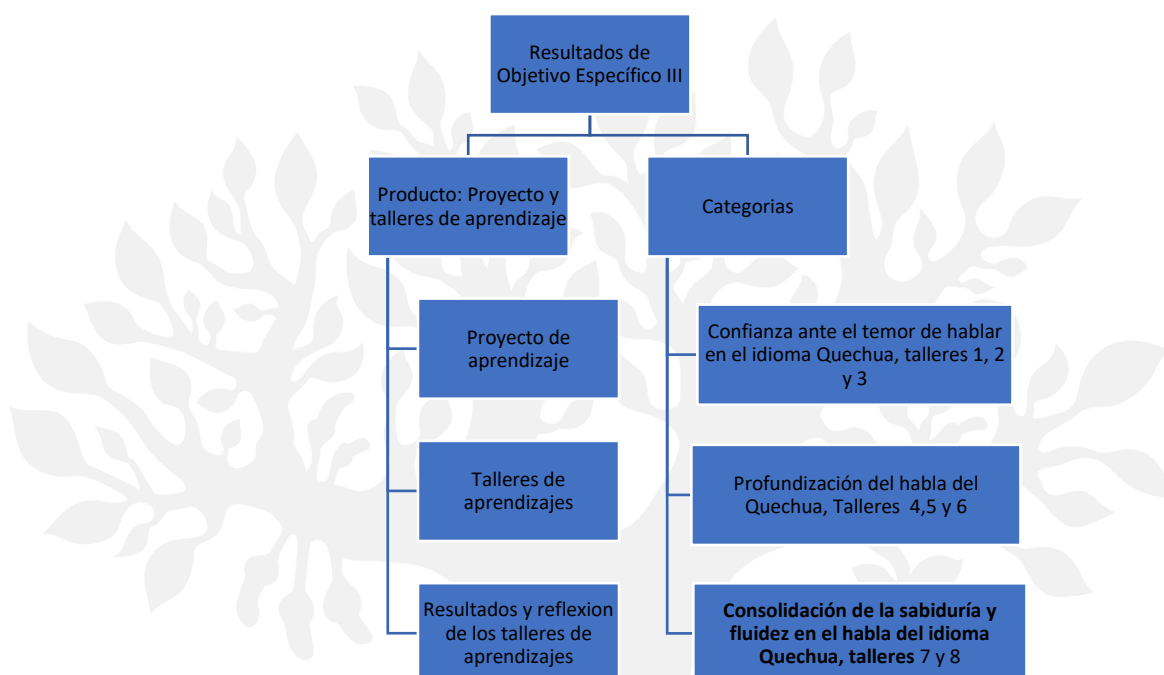 Resultados de
Objetivo Específico III
Producto: Proyecto y
talleres de aprendizaje
Categorias
Proyecto de
aprendizaje
Confianza ante el temor de hablar
en el idioma Quechua, talleres 1, 2
y 3
Talleres de
aprendizajes
Profundización del habla del
Quechua, Talleres 4,5 y 6
Resultados y reflexion
de los talleres de
aprendizajes
Consolidación de la sabiduría y
fluidez en el habla del idioma
Quechua, talleres 7 y 8